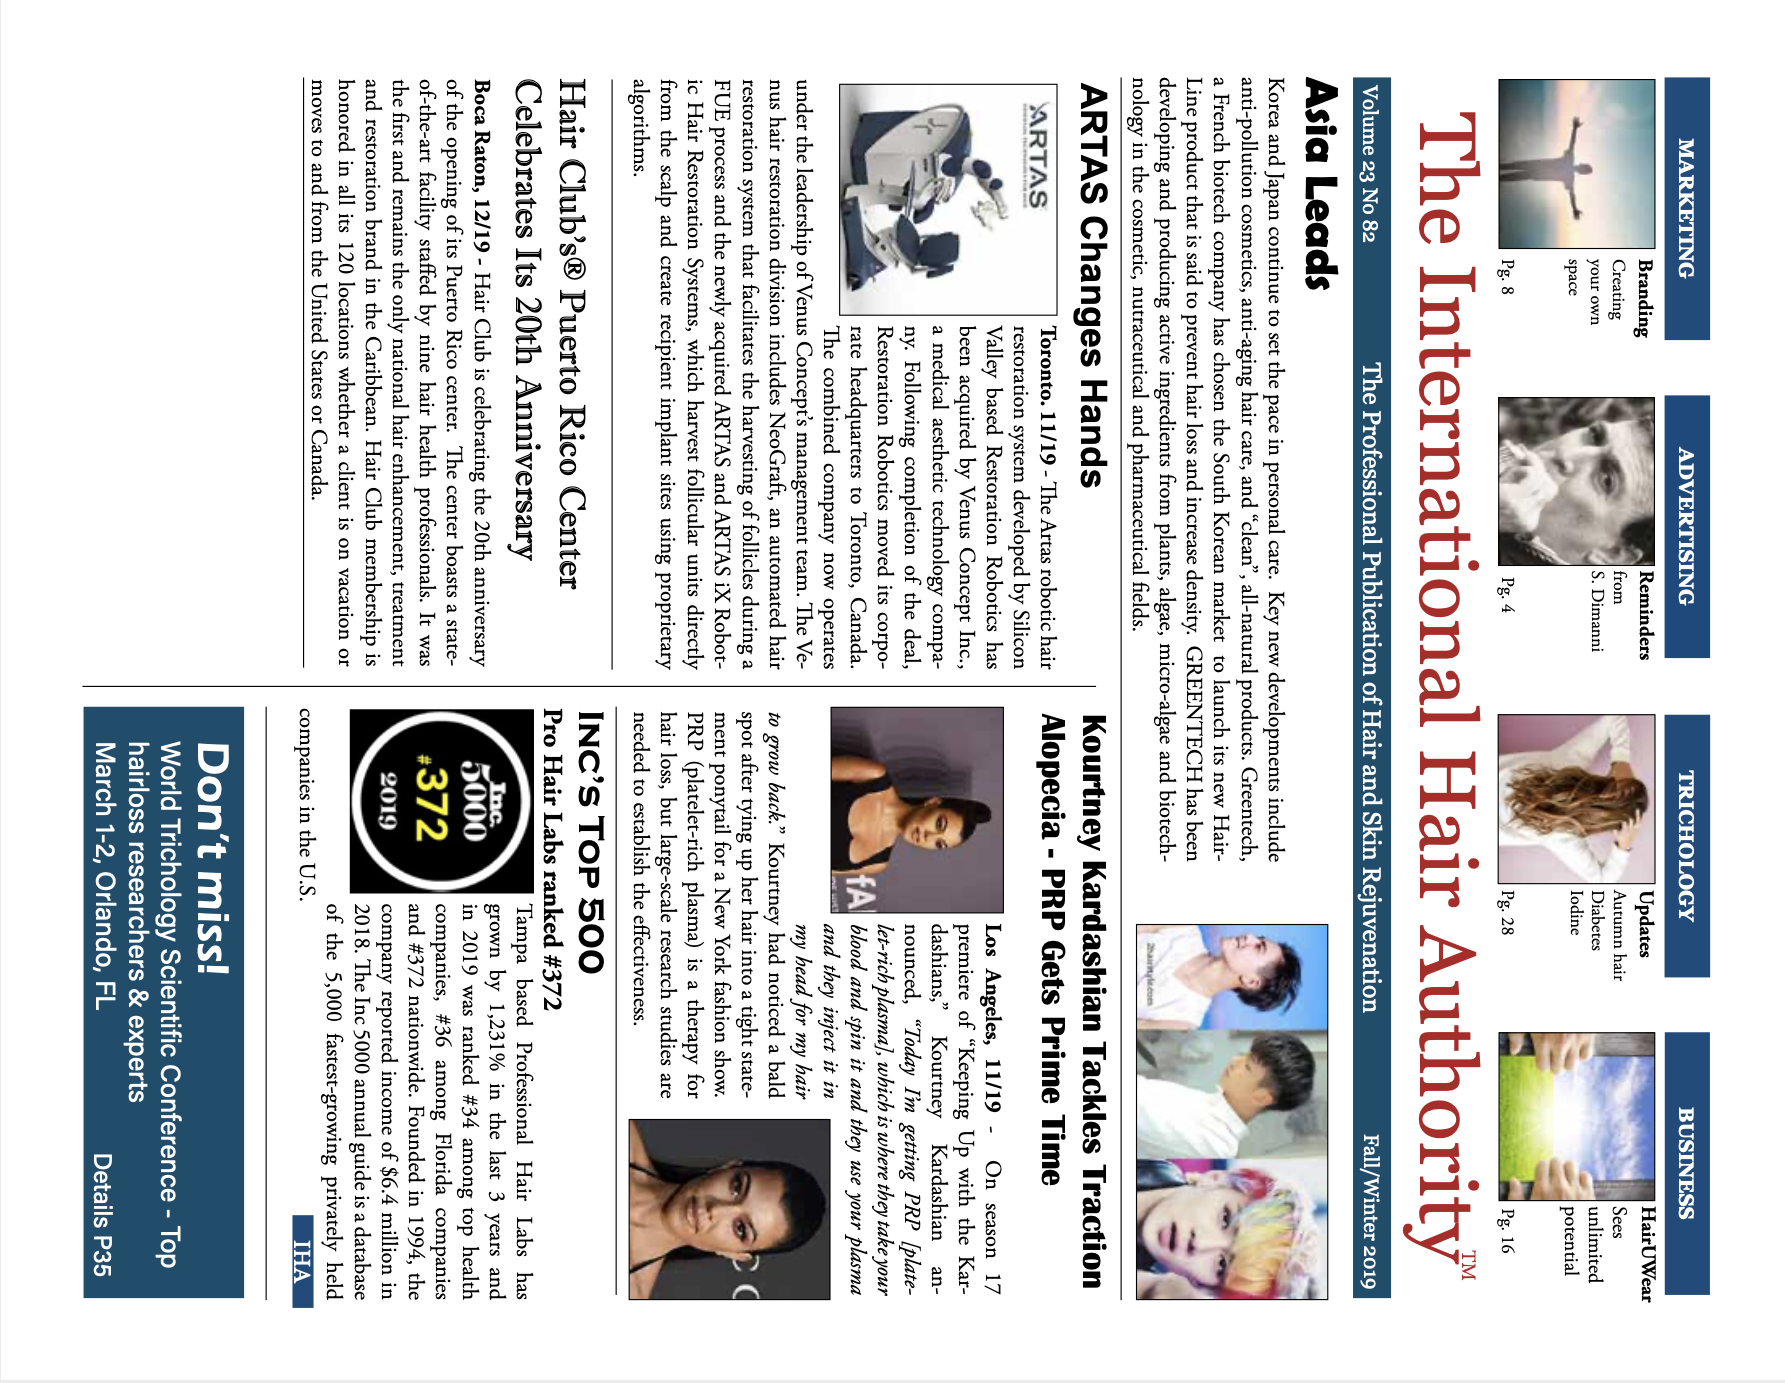 MARKETING
Branding
Creating
your own
space
Pg. 8
ADVERTISING
Reminders
from
S. Dimanni
Pg. 4
TRICHOLOGY
Updates
Autumn hair
Diabetes
Iodine
Pg. 28
BUSINESS
HairUWear
Sees
unlimited
potential
Pg. 16
The International Hair Authority™
Volume 23 No 82 The Professional Publication of Hair and Skin Rejuvenation Fall/Winter 2019
Asia Leads
Korea and Japan continue to set the pace in personal care. Key new developments include
anti-pollution cosmetics, anti-aging hair care, and “clean”, all-natural products. Greentech,
a French biotech company has chosen the South Korean market to launch its new Hair-
Line product that is said to prevent hair loss and increase density. GREENTECH has been
developing and producing active ingredients from plants, algae, micro-algae and biotech-
nology in the cosmetic, nutraceutical and pharmaceutical fields.
2hairstyle.com
ARTAS Changes Hands
ARTAS
Toronto. 11/19 - The Artas robotic hair
restoration system developed by Silicon
Valley based Restoration Robotics has
been acquired by Venus Concept Inc.,
a medical aesthetic technology compa-
ny. Following completion of the deal,
Restoration Robotics moved its corpo-
rate headquarters to Toronto, Canada.
The combined company now operates
under the leadership of Venus Concept’s management team. The Ve-
nus hair restoration division includes NeoGraft, an automated hair
restoration system that facilitates the harvesting of follicles during a
FUE process and the newly acquired ARTAS and ARTAS iX Robot-
ic Hair Restoration Systems, which harvest follicular units directly
from the scalp and create recipient implant sites using proprietary
algorithms.
Hair Club’s® Puerto Rico Center
Celebrates Its 20th Anniversary
Boca Raton, 12/19 - Hair Club is celebrating the 20th anniversary
of the opening of its Puerto Rico center. The center boasts a state-
of-the-art facility staffed by nine hair health professionals. It was
the first and remains the only national hair enhancement, treatment
and restoration brand in the Caribbean. Hair Club membership is
honored in all its 120 locations whether a client is on vacation or
moves to and from the United States or Canada.
Kourtney Kardashian Tackles Traction
Alopecia - PRP Gets Prime Time
Los Angeles, 11/19 - On season 17
premiere of “Keeping Up with the Kar-
dashians,” Kourtney Kardashian an-
nounced, “Today I’m getting PRP [plate-
let-rich plasma], which is where they take your
blood and spin it and they use your plasma
and they inject it in
my head for my hair
to grow back.” Kourtney had noticed a bald
spot after tying up her hair into a tight state-
ment ponytail for a New York fashion show.
PRP (platelet-rich plasma) is a therapy for
hair loss, but large-scale research studies are
needed to establish the effectiveness.
Inc’s Top 500
Pro Hair Labs ranked #372
Inc.
5000
#372
2019
Tampa based Professional Hair Labs has
grown by 1,231% in the last 3 years and
in 2019 was ranked #34 among top health
companies, #36 among Florida companies
and #372 nationwide. Founded in 1994, the
company reported income of $6.4 million in
2018. The Inc 5000 annual guide is a database
of the 5,000 fastest-growing privately held
companies in the U.S.
IHA
Don’t miss!
World Trichology Scientific Conference - Top
hairloss researchers & experts
March 1-2, Orlando, FL Details P35